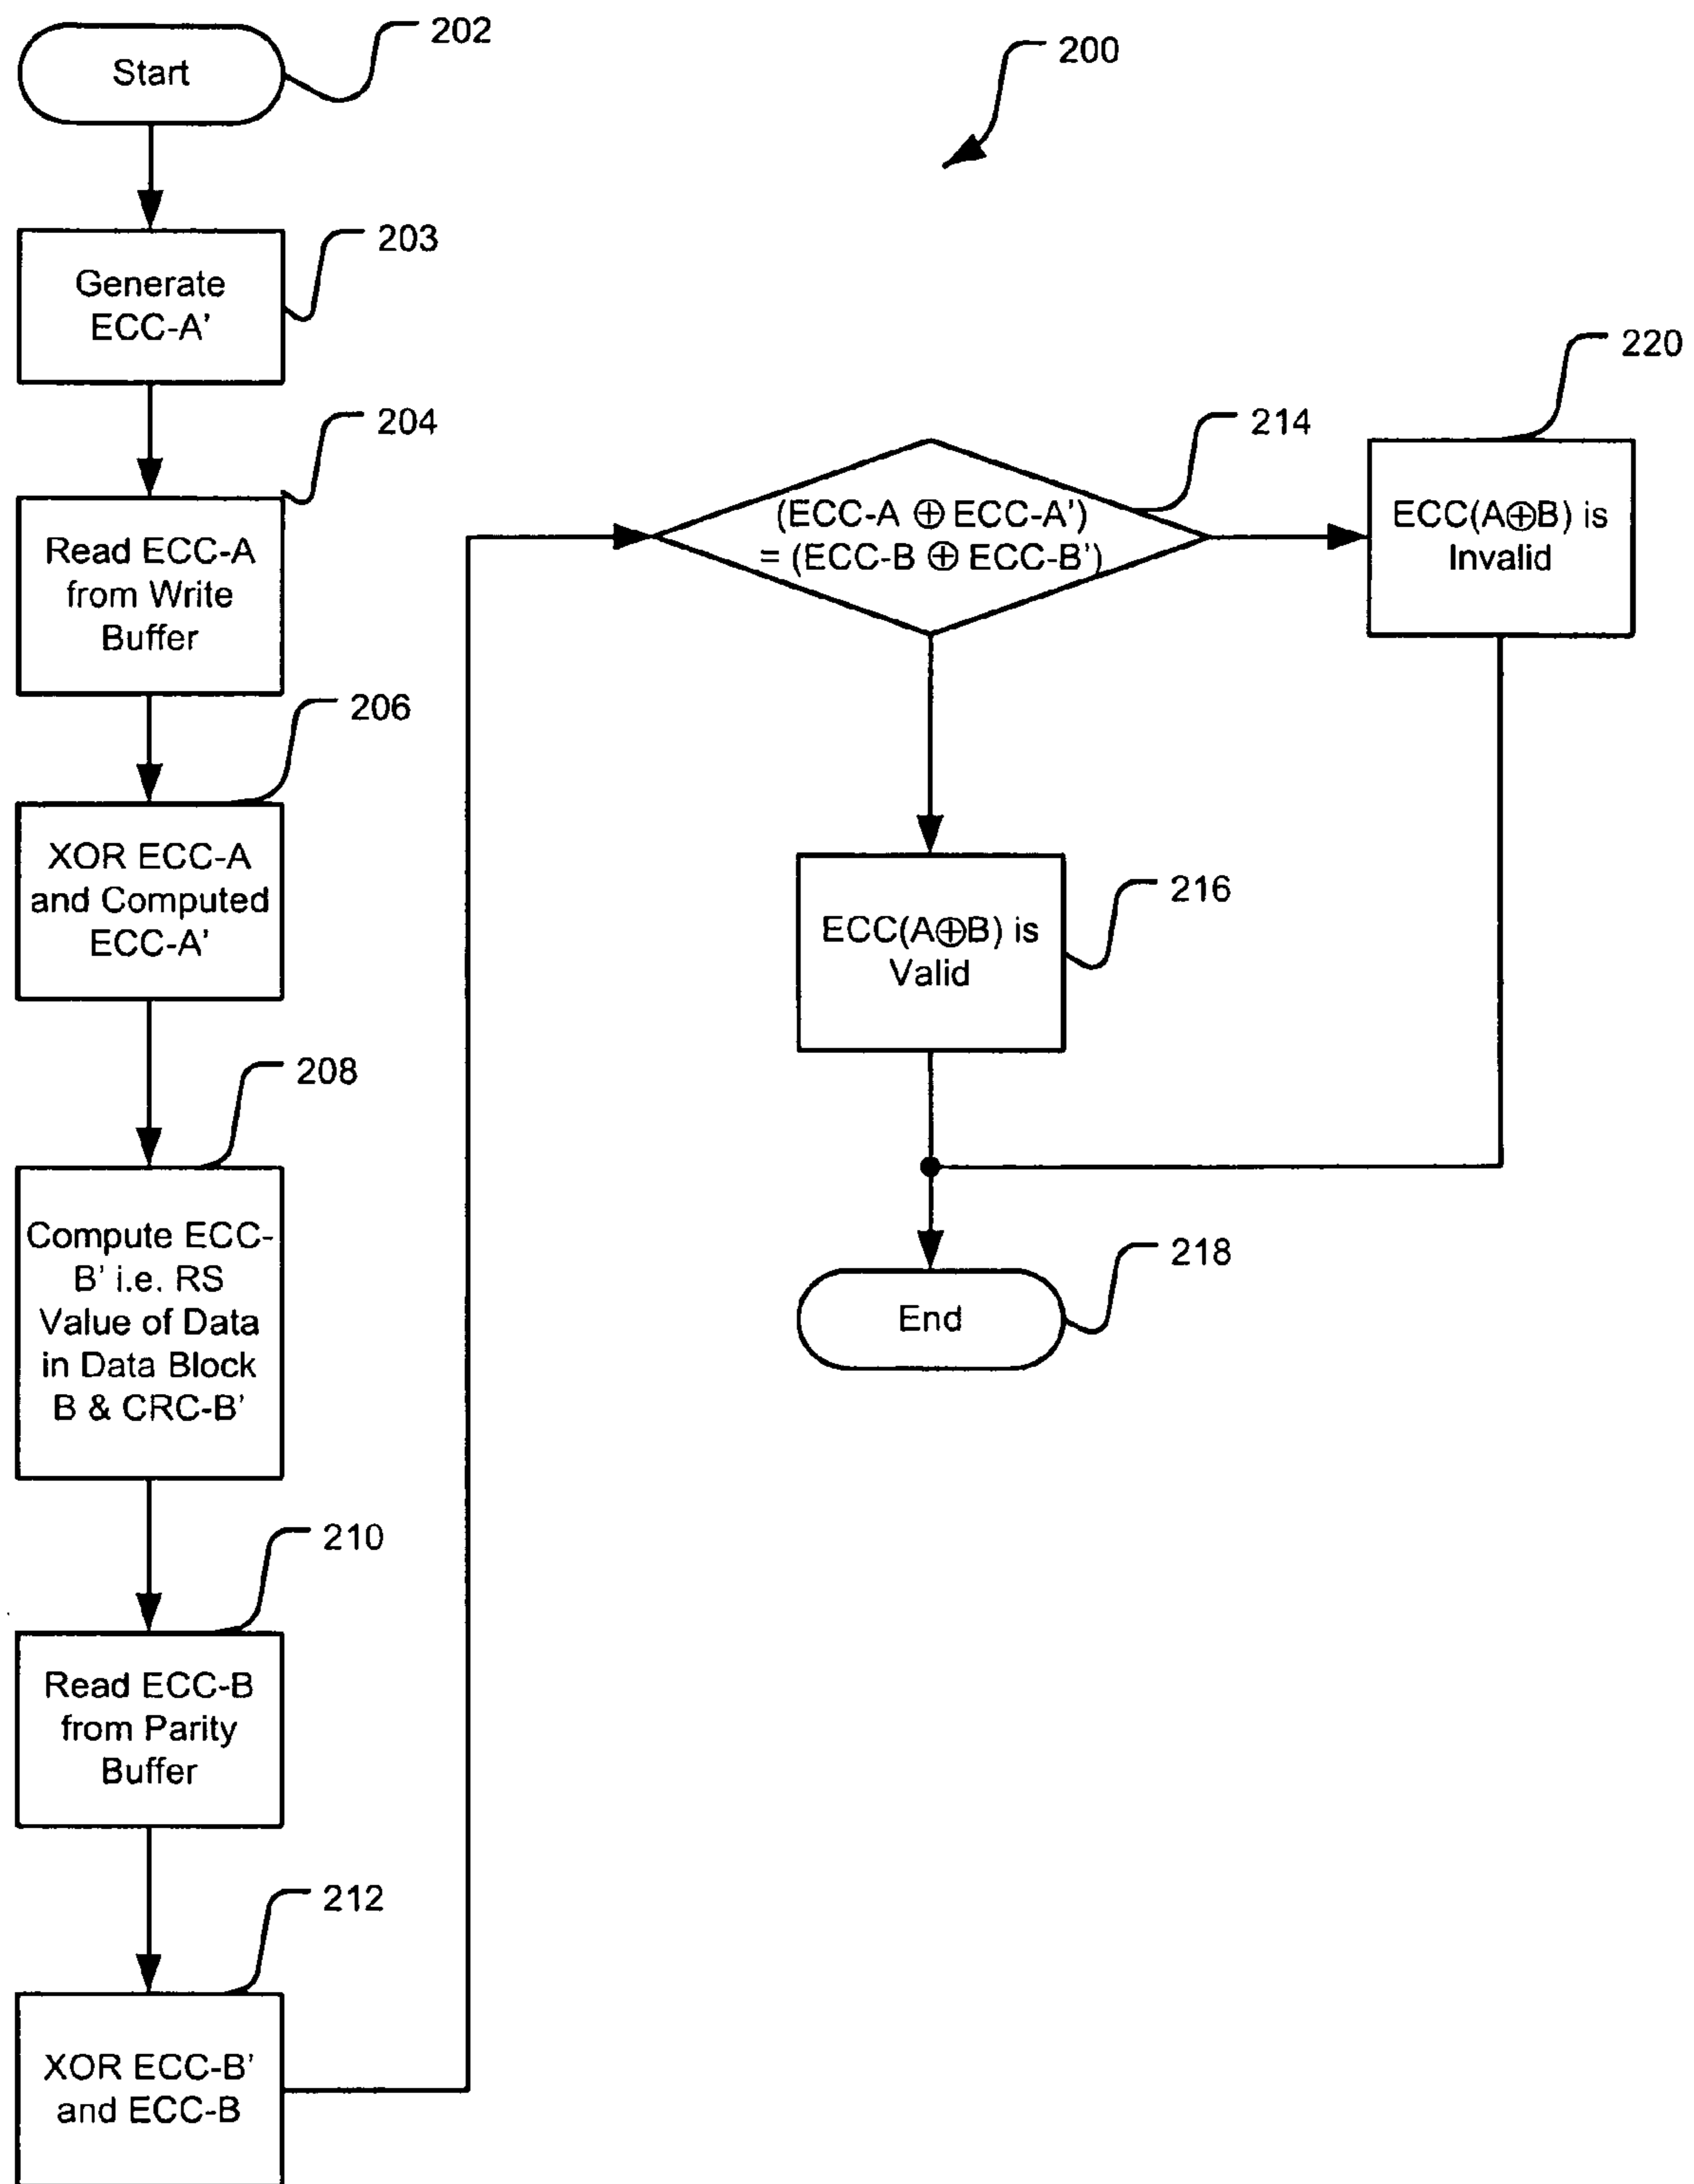 Start
202
200
Generate
ECC-A'
203
Read ECC-A
from Write
Buffer
204
XOR ECC-A
and Computed
ECC-A'
206
Compute ECC-
B' i.e. RS
Value of Data
in Data Block
B & CRC-B'
208
Read ECC-B
from Parity
Buffer
210
XOR ECC-B'
and ECC-B
212
(ECC-A ⊕ ECC-A')
= (ECC-B ⊕ ECC-B')
214
ECC(A⊕B) is
Invalid
220
ECC(A⊕B) is
Valid
216
End
218